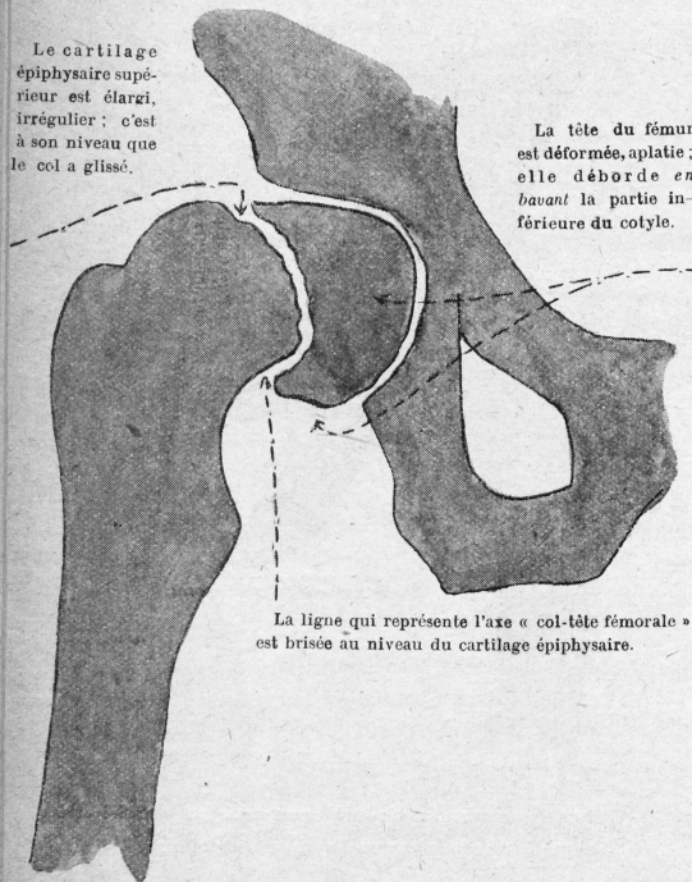 Le cartilage
épiphysaire supé-
rieur est élargi,
irrégulier ; c'est
à son niveau que
le col a glissé.
La tête du fémur
est déformée, aplatie ;
elle déborde en
bavant la partie in-
férieure du cotyle.
La ligne qui représente l'axe « col-tête fémorale »
est brisée au niveau du cartilage épiphysaire.